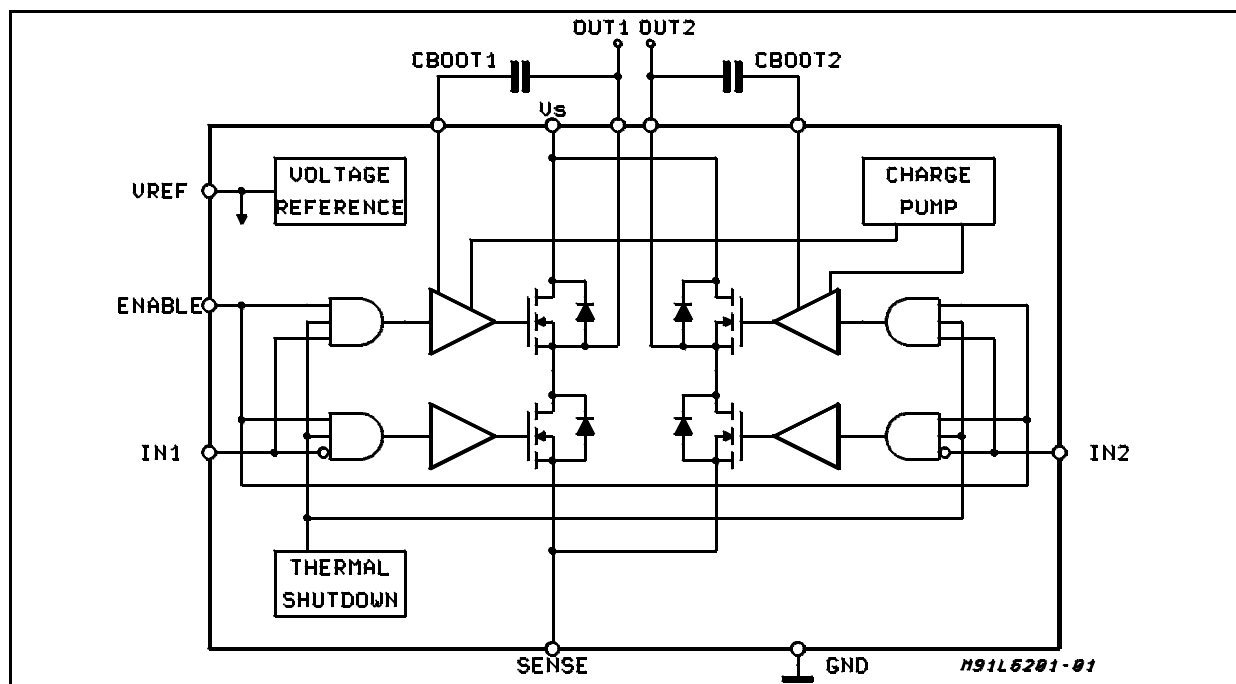 OUT1 OUT2
CBOOT1
CBOOT2
Vs
VREF
VOLTAGE
REFERENCE
CHARGE
PUMP
ENABLE
IN1
IN2
THERMAL
SHUTDOWN
SENSE
GND
M91L6201-01